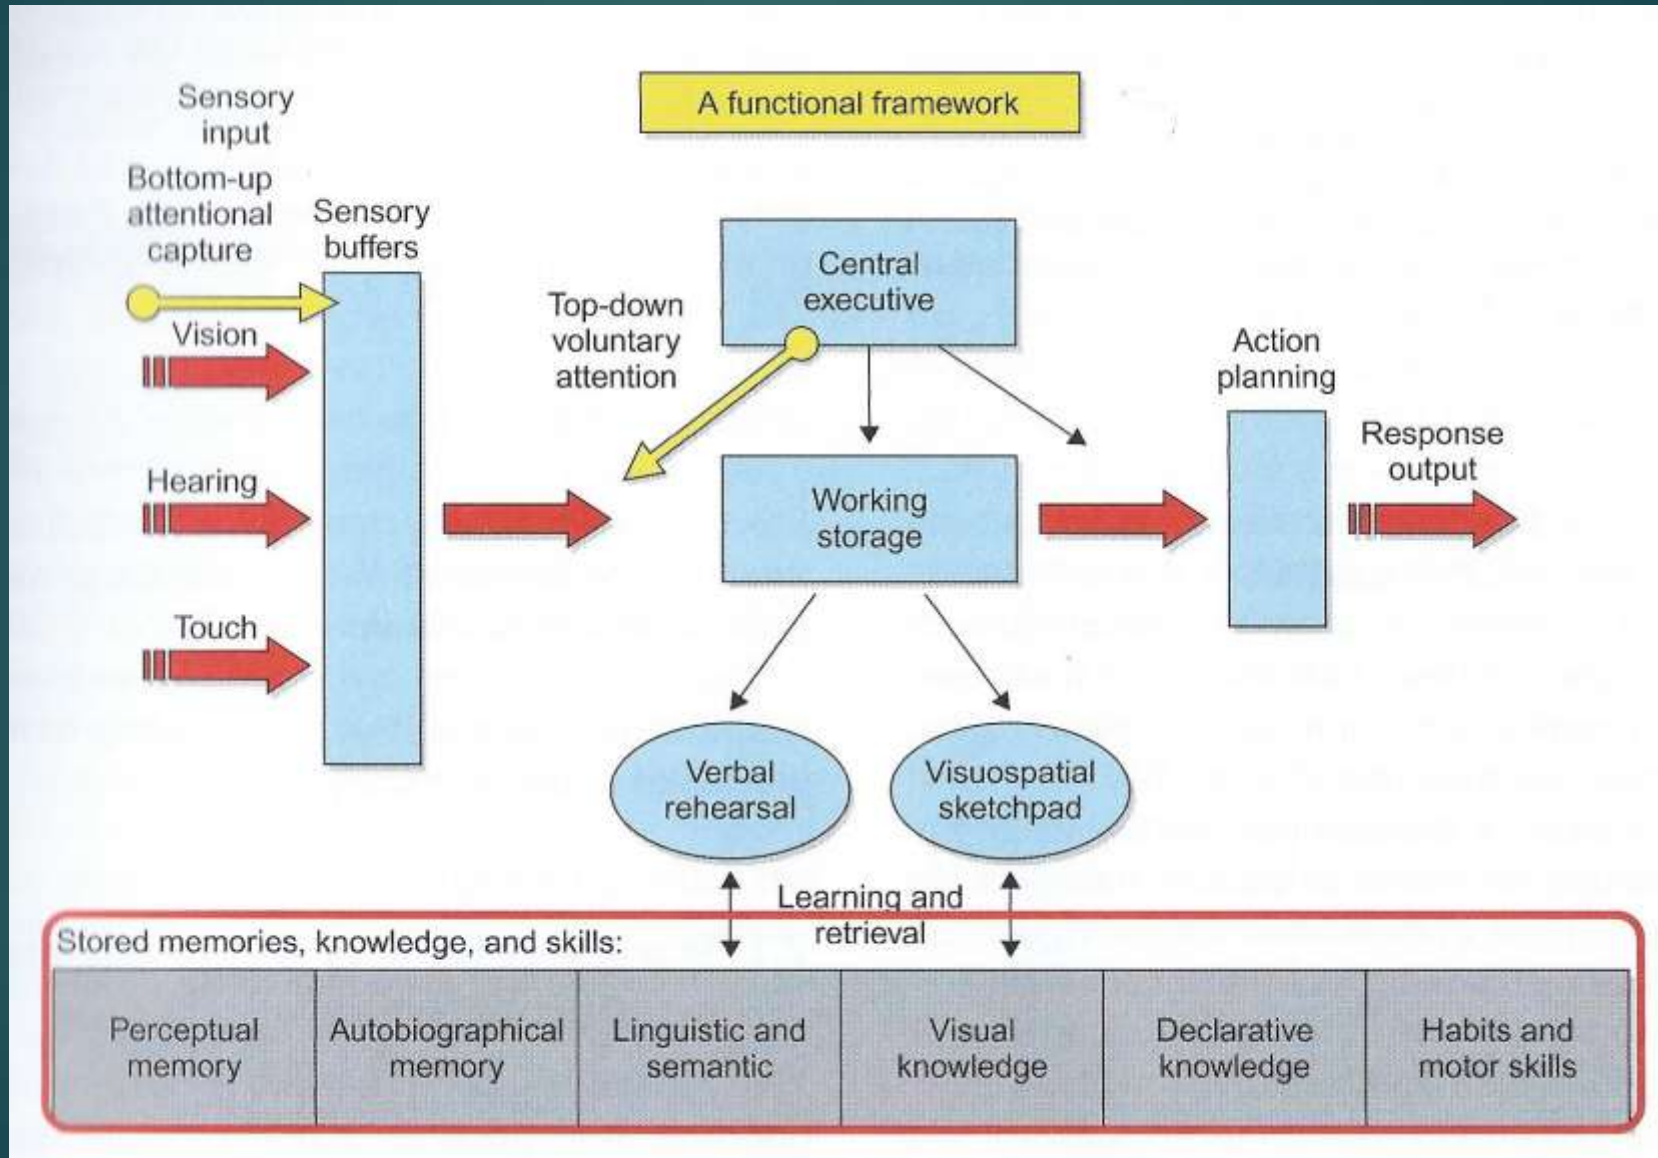 A functional framework
Sensory
input
Bottom-up
attentional
capture
Sensory
buffers
Vision
Hearing
Touch
Top-down
voluntary
attention
Central
executive
Working
storage
Action
planning
Response
output
Verbal
rehearsal
Visuospatial
sketchpad
Learning and
retrieval
Stored memories, knowledge, and skills:
Perceptual
memory
Autobiographical
memory
Linguistic and
semantic
Visual
knowledge
Declarative
knowledge
Habits and
motor skills